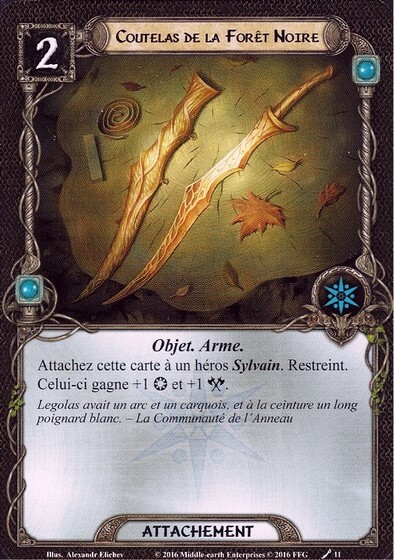 2
COUTELAS DE LA FORÊT NOIRE
Objet. Arme.
Attachez cette carte à un héros Sylvain. Restreint.
Celui-ci gagne +1 et +1 .
Legolas avait un arc et un carquois, et à la ceinture un long
poignard blanc. – La Communauté de l'Anneau
ATTACHEMENT
Illus. Alexandr Elichev © 2016 Middle-earth Enterprises © 2016 FFG 11